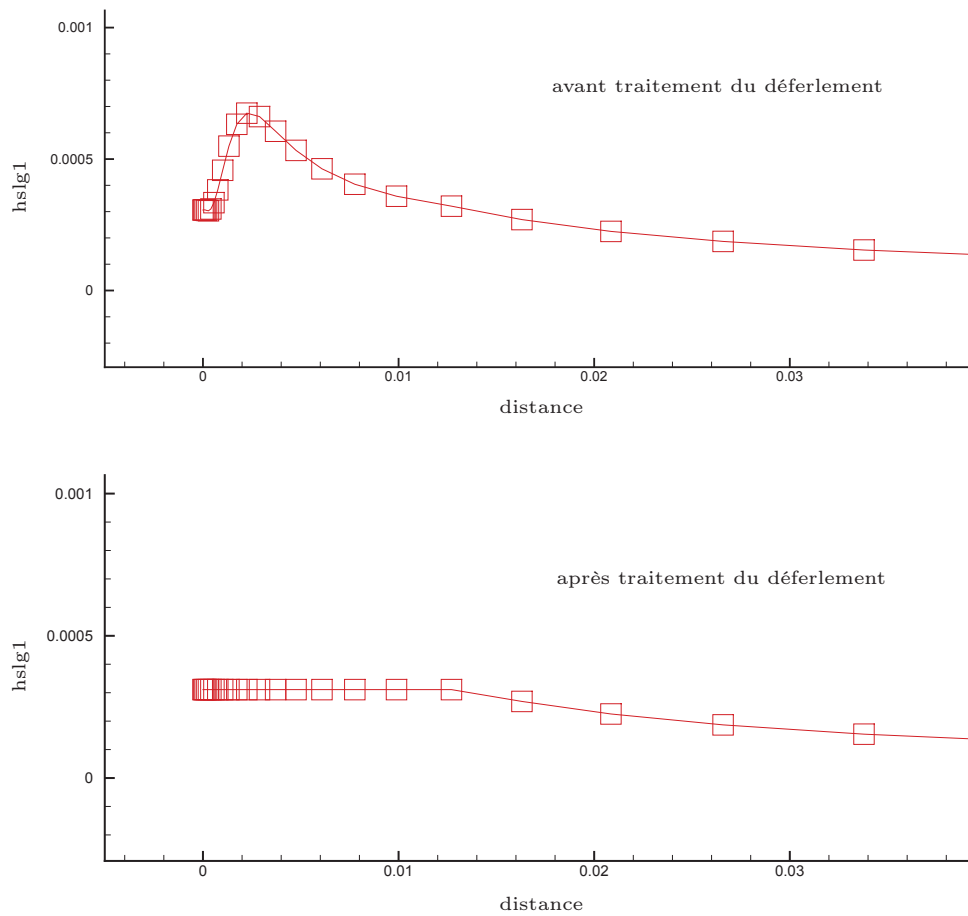 0.001
avant traitement du déferlement
0.0005
hslg1
0
0 0.01 0.02 0.03
distance
0.001
après traitement du déferlement
0.0005
hslg1
0
0 0.01 0.02 0.03
distance